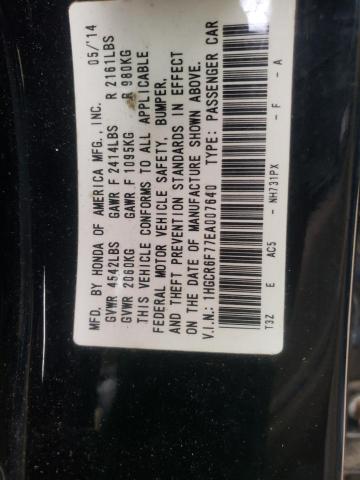 MFD. BY HONDA OF AMERICA MFG., INC. 05/'14
GVWR 4542LBS GAWR F 2414LBS R 2161LBS
GVWR 2060KG GAWR F 1095KG R 980KG
THIS VEHICLE CONFORMS TO ALL APPLICABLE
FEDERAL MOTOR VEHICLE SAFETY, BUMPER,
AND THEFT PREVENTION STANDARDS IN EFFECT
ON THE DATE OF MANUFACTURE SHOWN ABOVE.
V.I.N.: 1HGCR6F77EA007640 TYPE: PASSENGER CAR
T3Z E AC5 - NH731PX - F - A